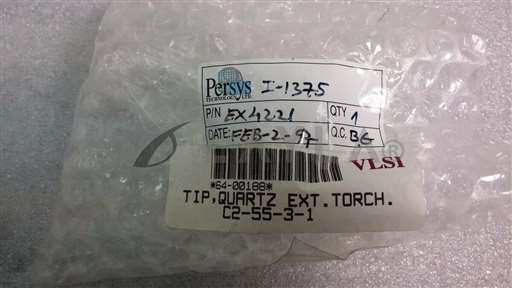 Persys I-1375
TECHNOLOGY LTD.
P/N EX4221 QTY 1
DATE: FEB-2-97 Q.C. B.G
®
VLSI
*64-00188*
TIP,QUARTZ EXT.TORCH.
C2-55-3-1